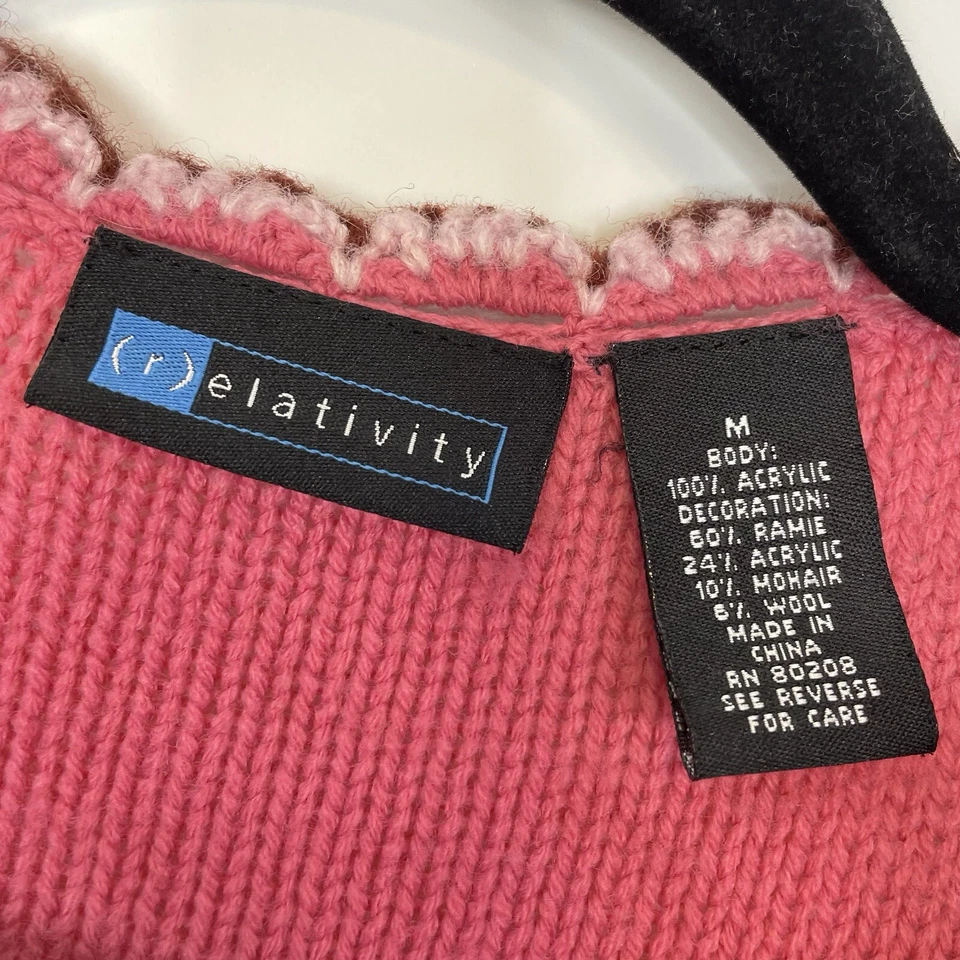 (r)elativity
M
BODY:
100% ACRYLIC
DECORATION:
60% RAMIE
24% ACRYLIC
10% MOHAIR
6% WOOL
MADE IN
CHINA
RN 80208
SEE REVERSE
FOR CARE